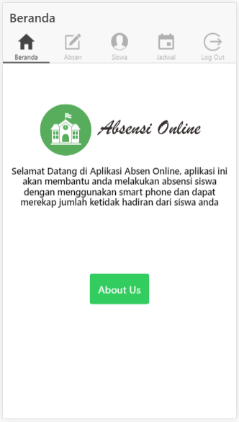 Beranda
Beranda Absen Siswa Jadwal Log Out
Absensi Online
Selamat Datang di Aplikasi Absen Online, aplikasi ini
akan membantu anda melakukan absensi siswa
dengan menggunakan smart phone dan dapat
merekap jumlah ketidak hadiran dari siswa anda
About Us